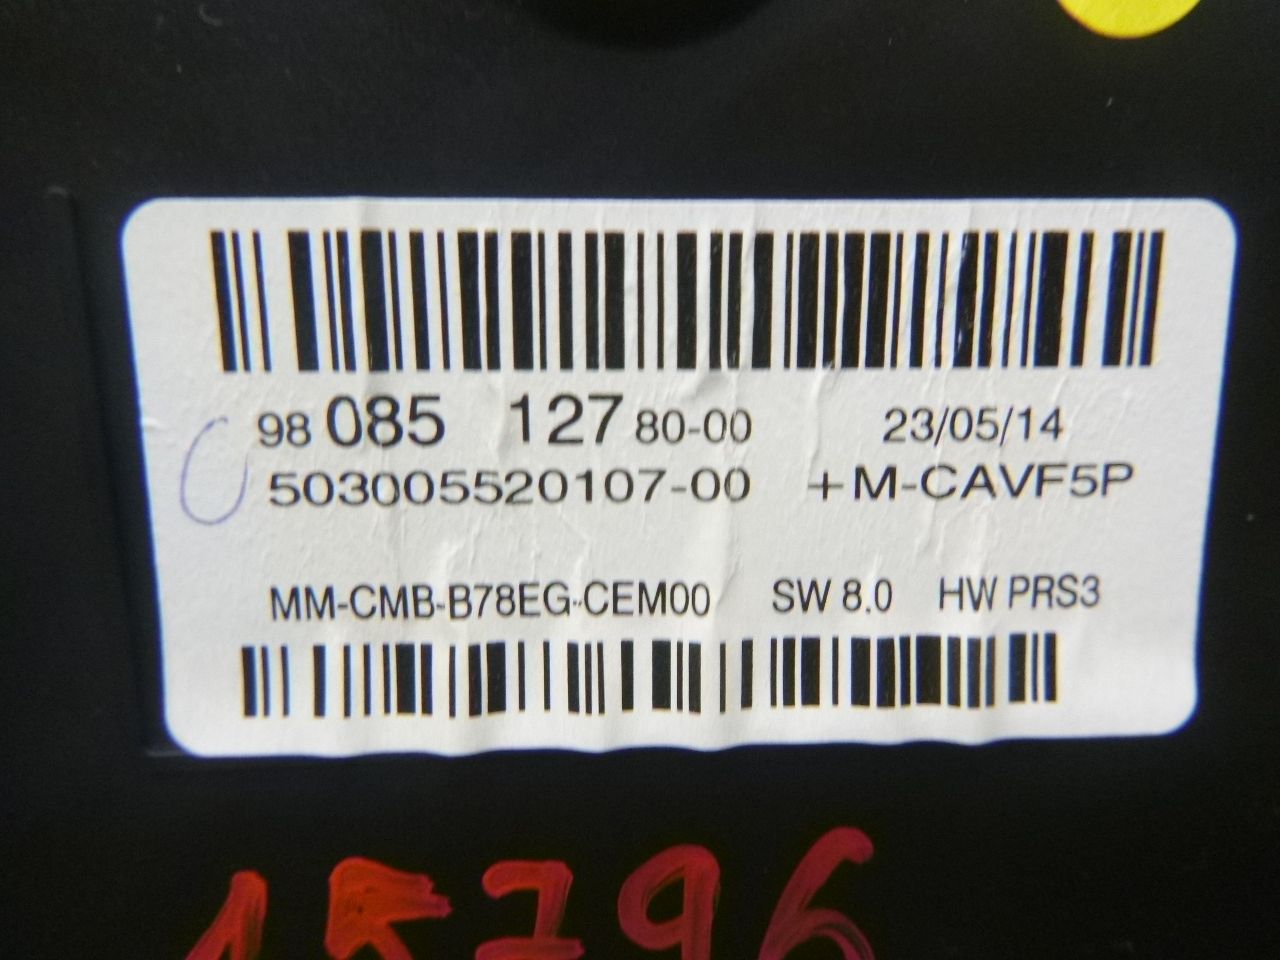 98 085 127 80-00 23/05/14
503005520107-00 +M-CAVF5P
MM-CMB-B78EG-CEM00 SW 8.0 HW PRS3
15796